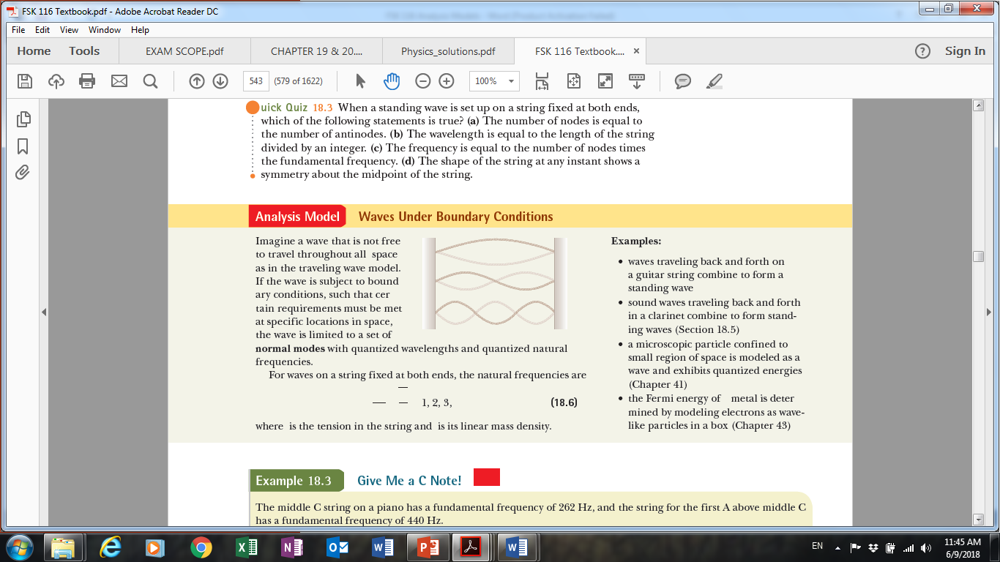 FSK 116 Textbook.pdf - Adobe Acrobat Reader DC
File Edit View Window Help
Home Tools EXAM SCOPE.pdf CHAPTER 19 & 20.... Physics_solutions.pdf FSK 116 Textbook.... × Sign In
543 (579 of 1622) 100%
uick Quiz 18.3 When a standing wave is set up on a string fixed at both ends,
which of the following statements is true? (a) The number of nodes is equal to
the number of antinodes. (b) The wavelength is equal to the length of the string
divided by an integer. (c) The frequency is equal to the number of nodes times
the fundamental frequency. (d) The shape of the string at any instant shows a
symmetry about the midpoint of the string.
Analysis Model Waves Under Boundary Conditions
Imagine a wave that is not free
to travel throughout all space
as in the traveling wave model.
If the wave is subject to bound
ary conditions, such that cer
tain requirements must be met
at specific locations in space,
the wave is limited to a set of
normal modes with quantized wavelengths and quantized natural
frequencies.
For waves on a string fixed at both ends, the natural frequencies are
1, 2, 3, (18.6)
where is the tension in the string and is its linear mass density.
Examples:
• waves traveling back and forth on
a guitar string combine to form a
standing wave
• sound waves traveling back and forth
in a clarinet combine to form stand-
ing waves (Section 18.5)
• a microscopic particle confined to
small region of space is modeled as a
wave and exhibits quantized energies
(Chapter 41)
• the Fermi energy of metal is deter
mined by modeling electrons as wave-
like particles in a box (Chapter 43)
Example 18.3 Give Me a C Note!
The middle C string on a piano has a fundamental frequency of 262 Hz, and the string for the first A above middle C
has a fundamental frequency of 440 Hz.
EN 11:45 AM
6/9/2018